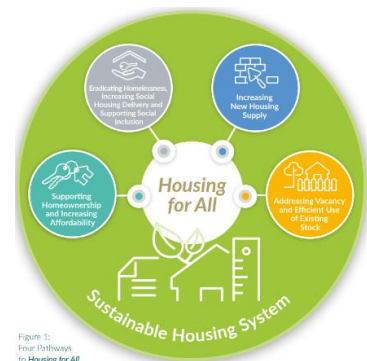 Eradicating Homelessness,
Increasing Social
Housing Delivery and
Supporting Social
Inclusion
Increasing
New Housing
Supply
Supporting
Homeownership
and Increasing
Affordability
Housing
for All
Addressing Vacancy
and Efficient Use
of Existing
Stock
Sustainable Housing System
Figure 1:
Four Pathways
to Housing for All